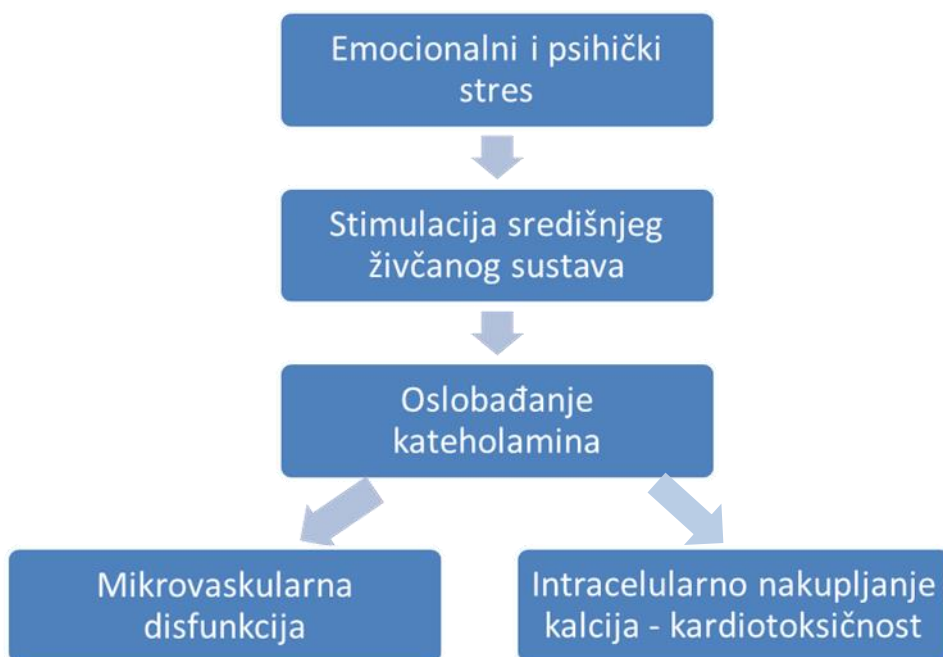 Emocionalni i psihički
stres
Stimulacija središnjeg
živčanog sustava
Oslobađanje
kateholamina
Mikrovaskularna
disfunkcija
Intracelularno nakupljanje
kalcija - kardiotoksičnost